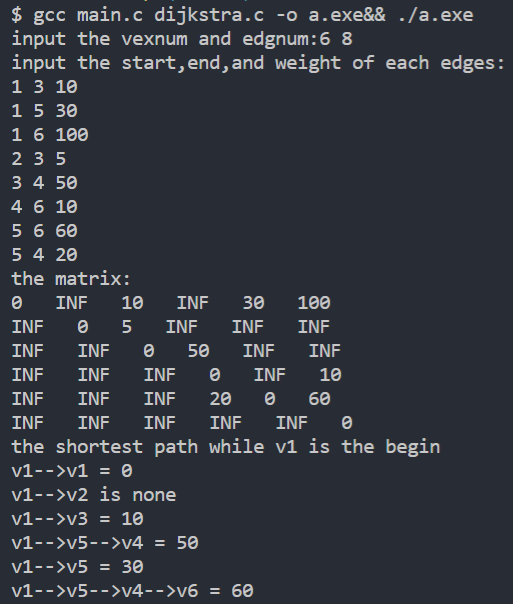 $ gcc main.c dijkstra.c -o a.exe&& ./a.exe
input the vexnum and edgnum:6 8
input the start,end,and weight of each edges:
1 3 10
1 5 30
1 6 100
2 3 5
3 4 50
4 6 10
5 6 60
5 4 20
the matrix:
0   INF   10   INF   30   100
INF   0   5   INF   INF   INF
INF   INF   0   50   INF   INF
INF   INF   INF   0   INF   10
INF   INF   INF   20   0   60
INF   INF   INF   INF   INF   0
the shortest path while v1 is the begin
v1-->v1 = 0
v1-->v2 is none
v1-->v3 = 10
v1-->v5-->v4 = 50
v1-->v5 = 30
v1-->v5-->v4-->v6 = 60